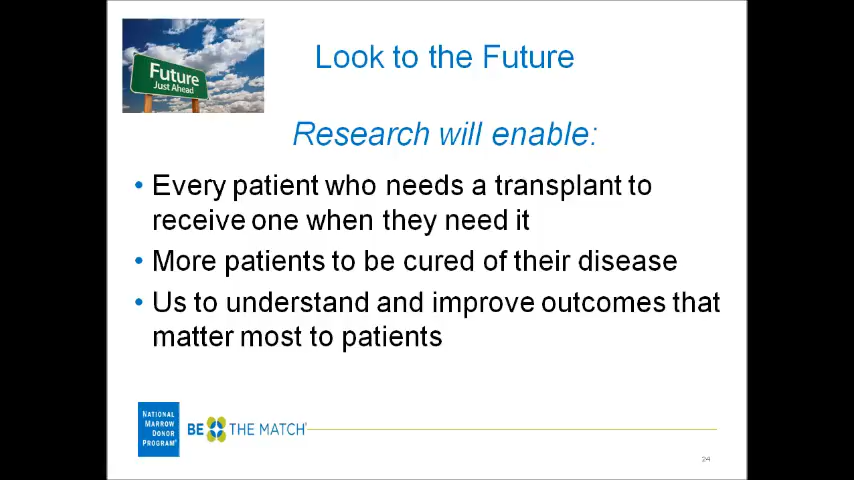 Future
Just Ahead
Look to the Future
Research will enable:
• Every patient who needs a transplant to
receive one when they need it
• More patients to be cured of their disease
• Us to understand and improve outcomes that
matter most to patients
NATIONAL
MARROW
DONOR
PROGRAM®
BE THE MATCH®
24